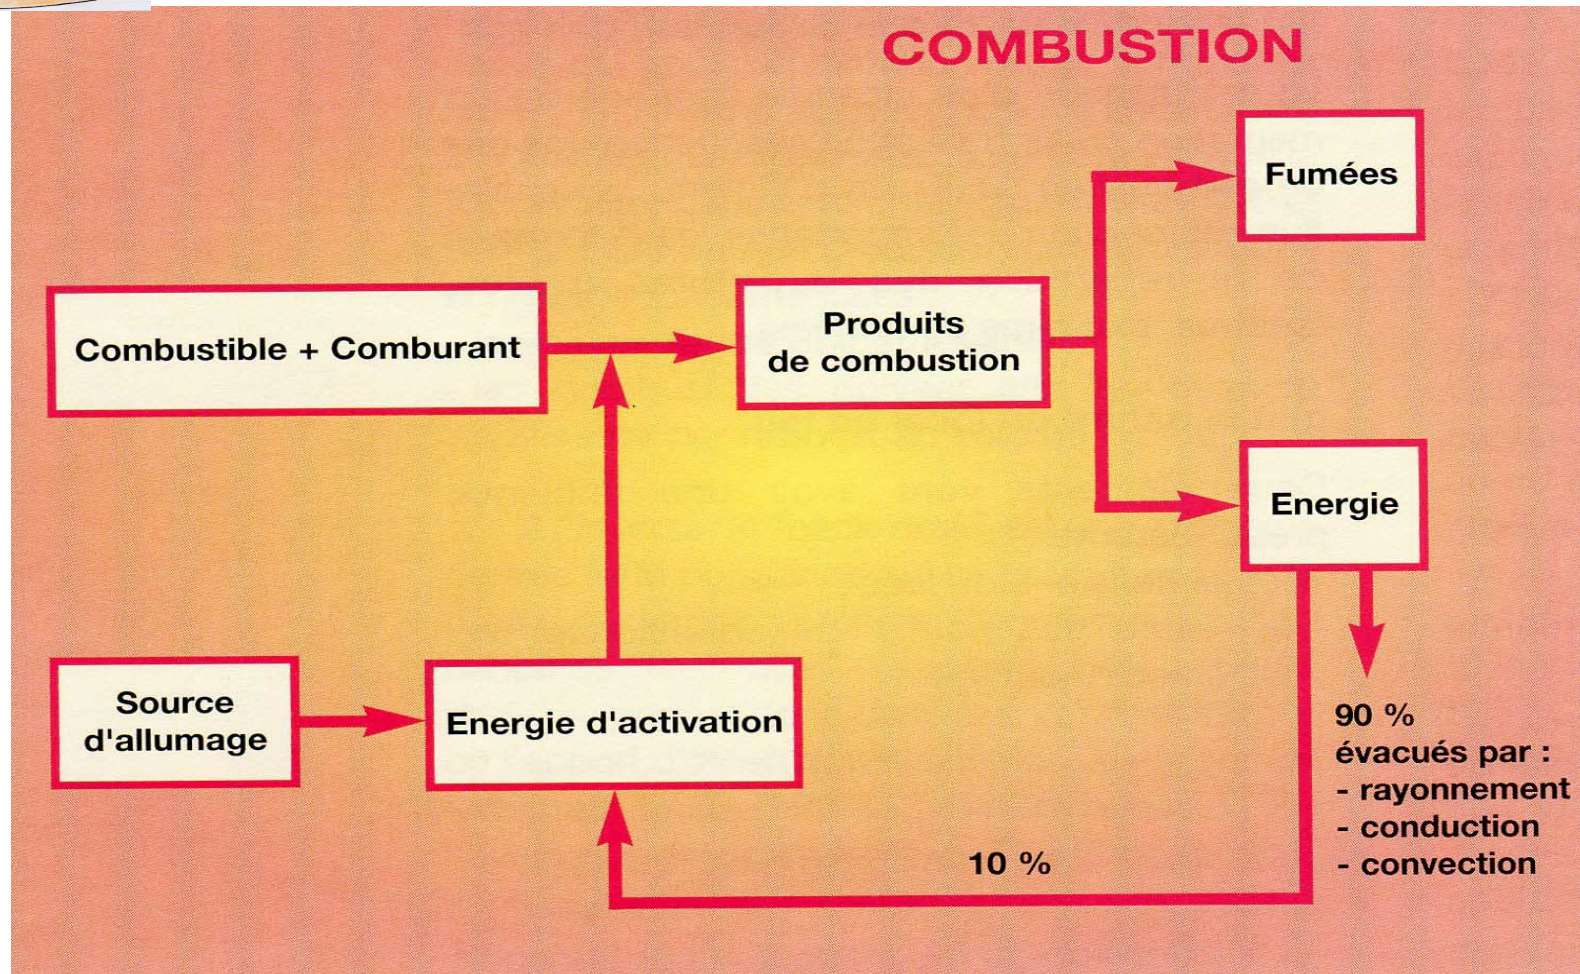 COMBUSTION
Fumées
Combustible + Comburant
Produits
de combustion
Energie
Source
d'allumage
Energie d'activation
90 %
évacués par :
- rayonnement
- conduction
- convection
10 %